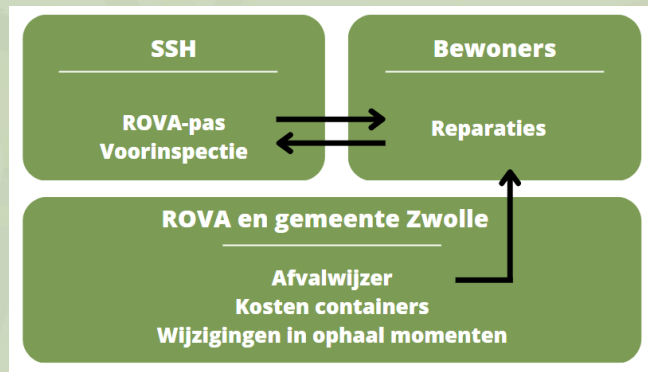 SSH
ROVA-pas
Voorinspectie
Bewoners
Reparaties
ROVA en gemeente Zwolle
Afvalwijzer
Kosten containers
Wijzigingen in ophaal momenten